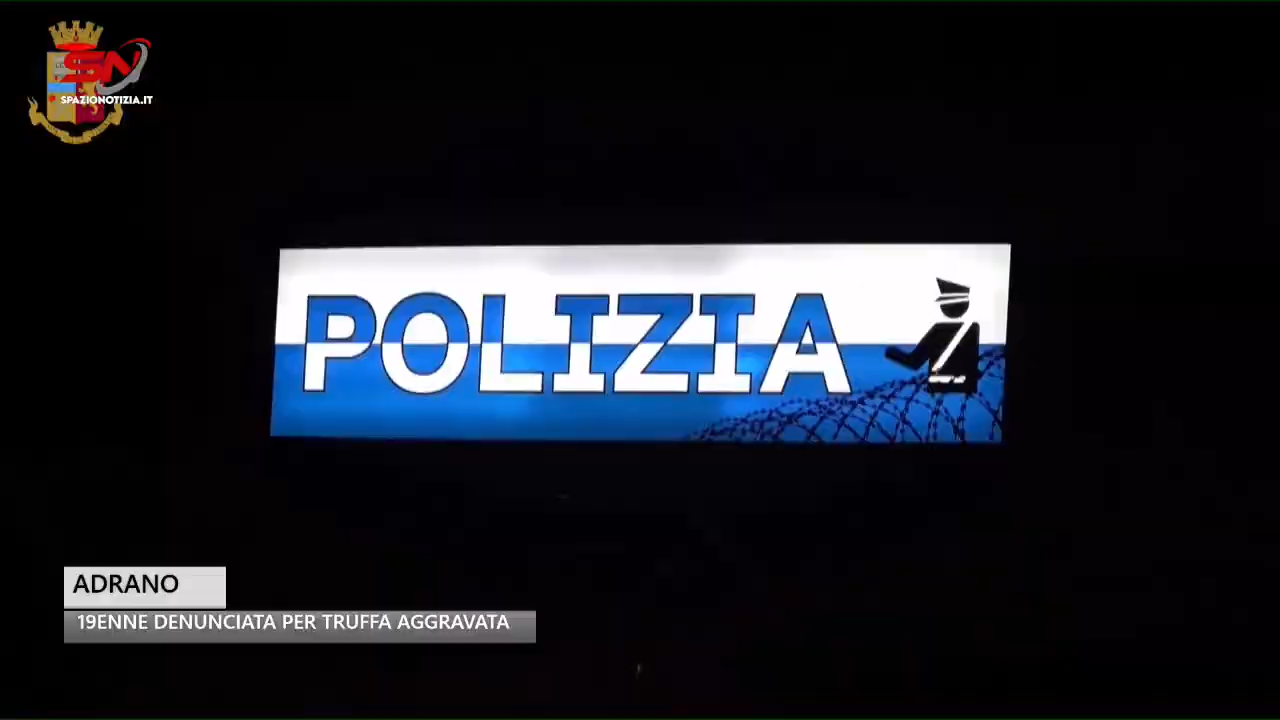 SN
SPAZIONOTIZIA.IT
POLIZIA
ADRANO
19ENNE DENUNCIATA PER TRUFFA AGGRAVATA